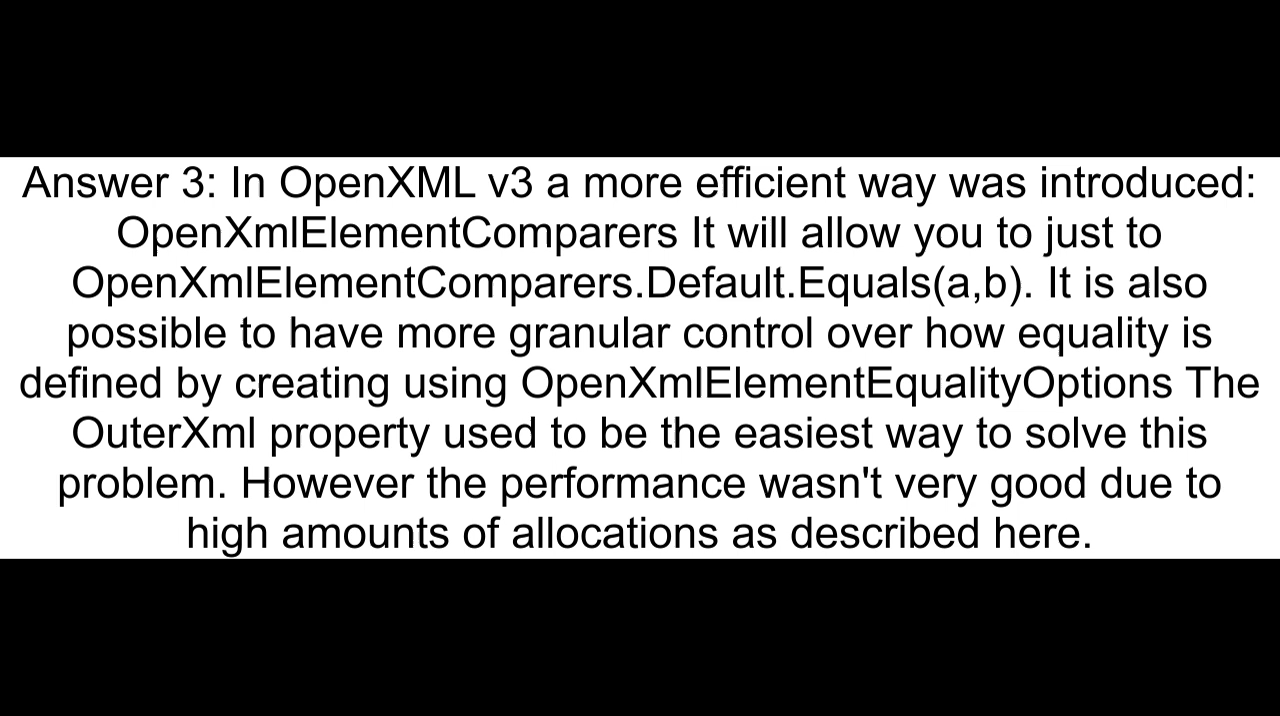 Answer 3: In OpenXML v3 a more efficient way was introduced:
OpenXmlElementComparers It will allow you to just to
OpenXmlElementComparers.Default.Equals(a,b). It is also
possible to have more granular control over how equality is
defined by creating using OpenXmlElementEqualityOptions The
OuterXml property used to be the easiest way to solve this
problem. However the performance wasn't very good due to
high amounts of allocations as described here.